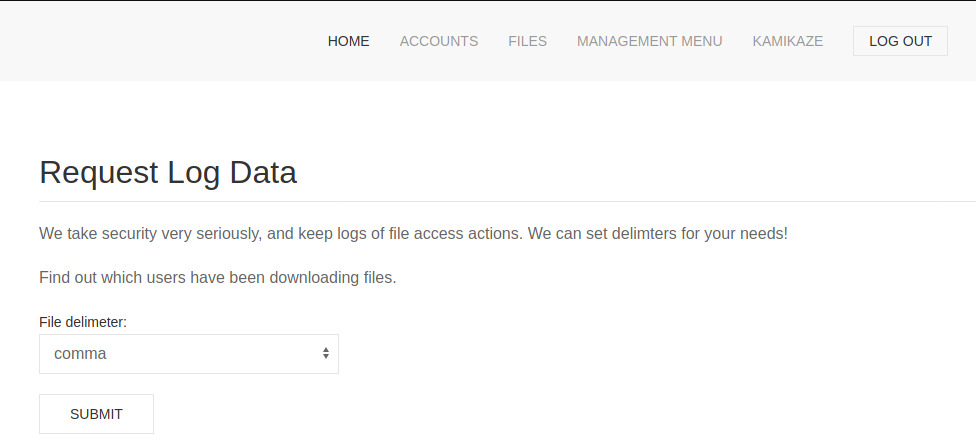 HOME ACCOUNTS FILES MANAGEMENT MENU KAMIKAZE LOG OUT
Request Log Data
We take security very seriously, and keep logs of file access actions. We can set delimters for your needs!
Find out which users have been downloading files.
File delimeter:
comma
SUBMIT